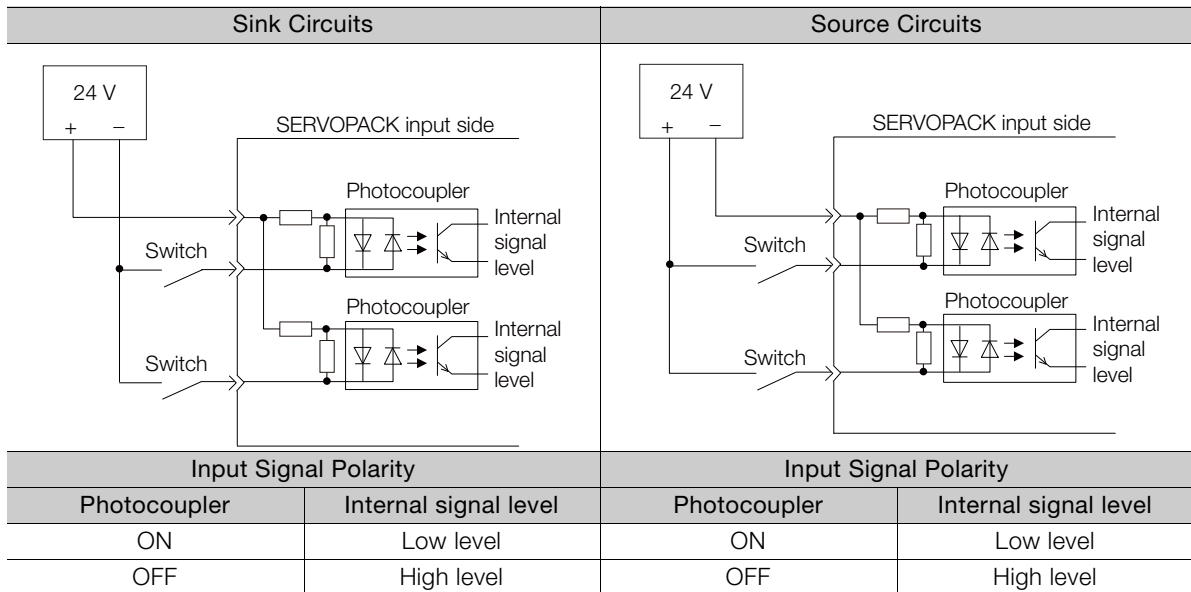 Sink Circuits
Source Circuits
24 V
+ −
SERVOPACK input side
Photocoupler
Internal
signal
level
Switch
Photocoupler
Internal
signal
level
Switch
24 V
+ −
SERVOPACK input side
Photocoupler
Internal
signal
level
Switch
Photocoupler
Internal
signal
level
Switch
Input Signal Polarity
Input Signal Polarity
Photocoupler Internal signal level Photocoupler Internal signal level
ON Low level ON Low level
OFF High level OFF High level